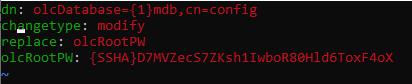 dn: olcDatabase={1}mdb,cn=config
changetype: modify
replace: olcRootPW
olcRootPW: {SSHA}D7MVZecS7ZKsh1IwboR80Hld6ToxF4oX
~